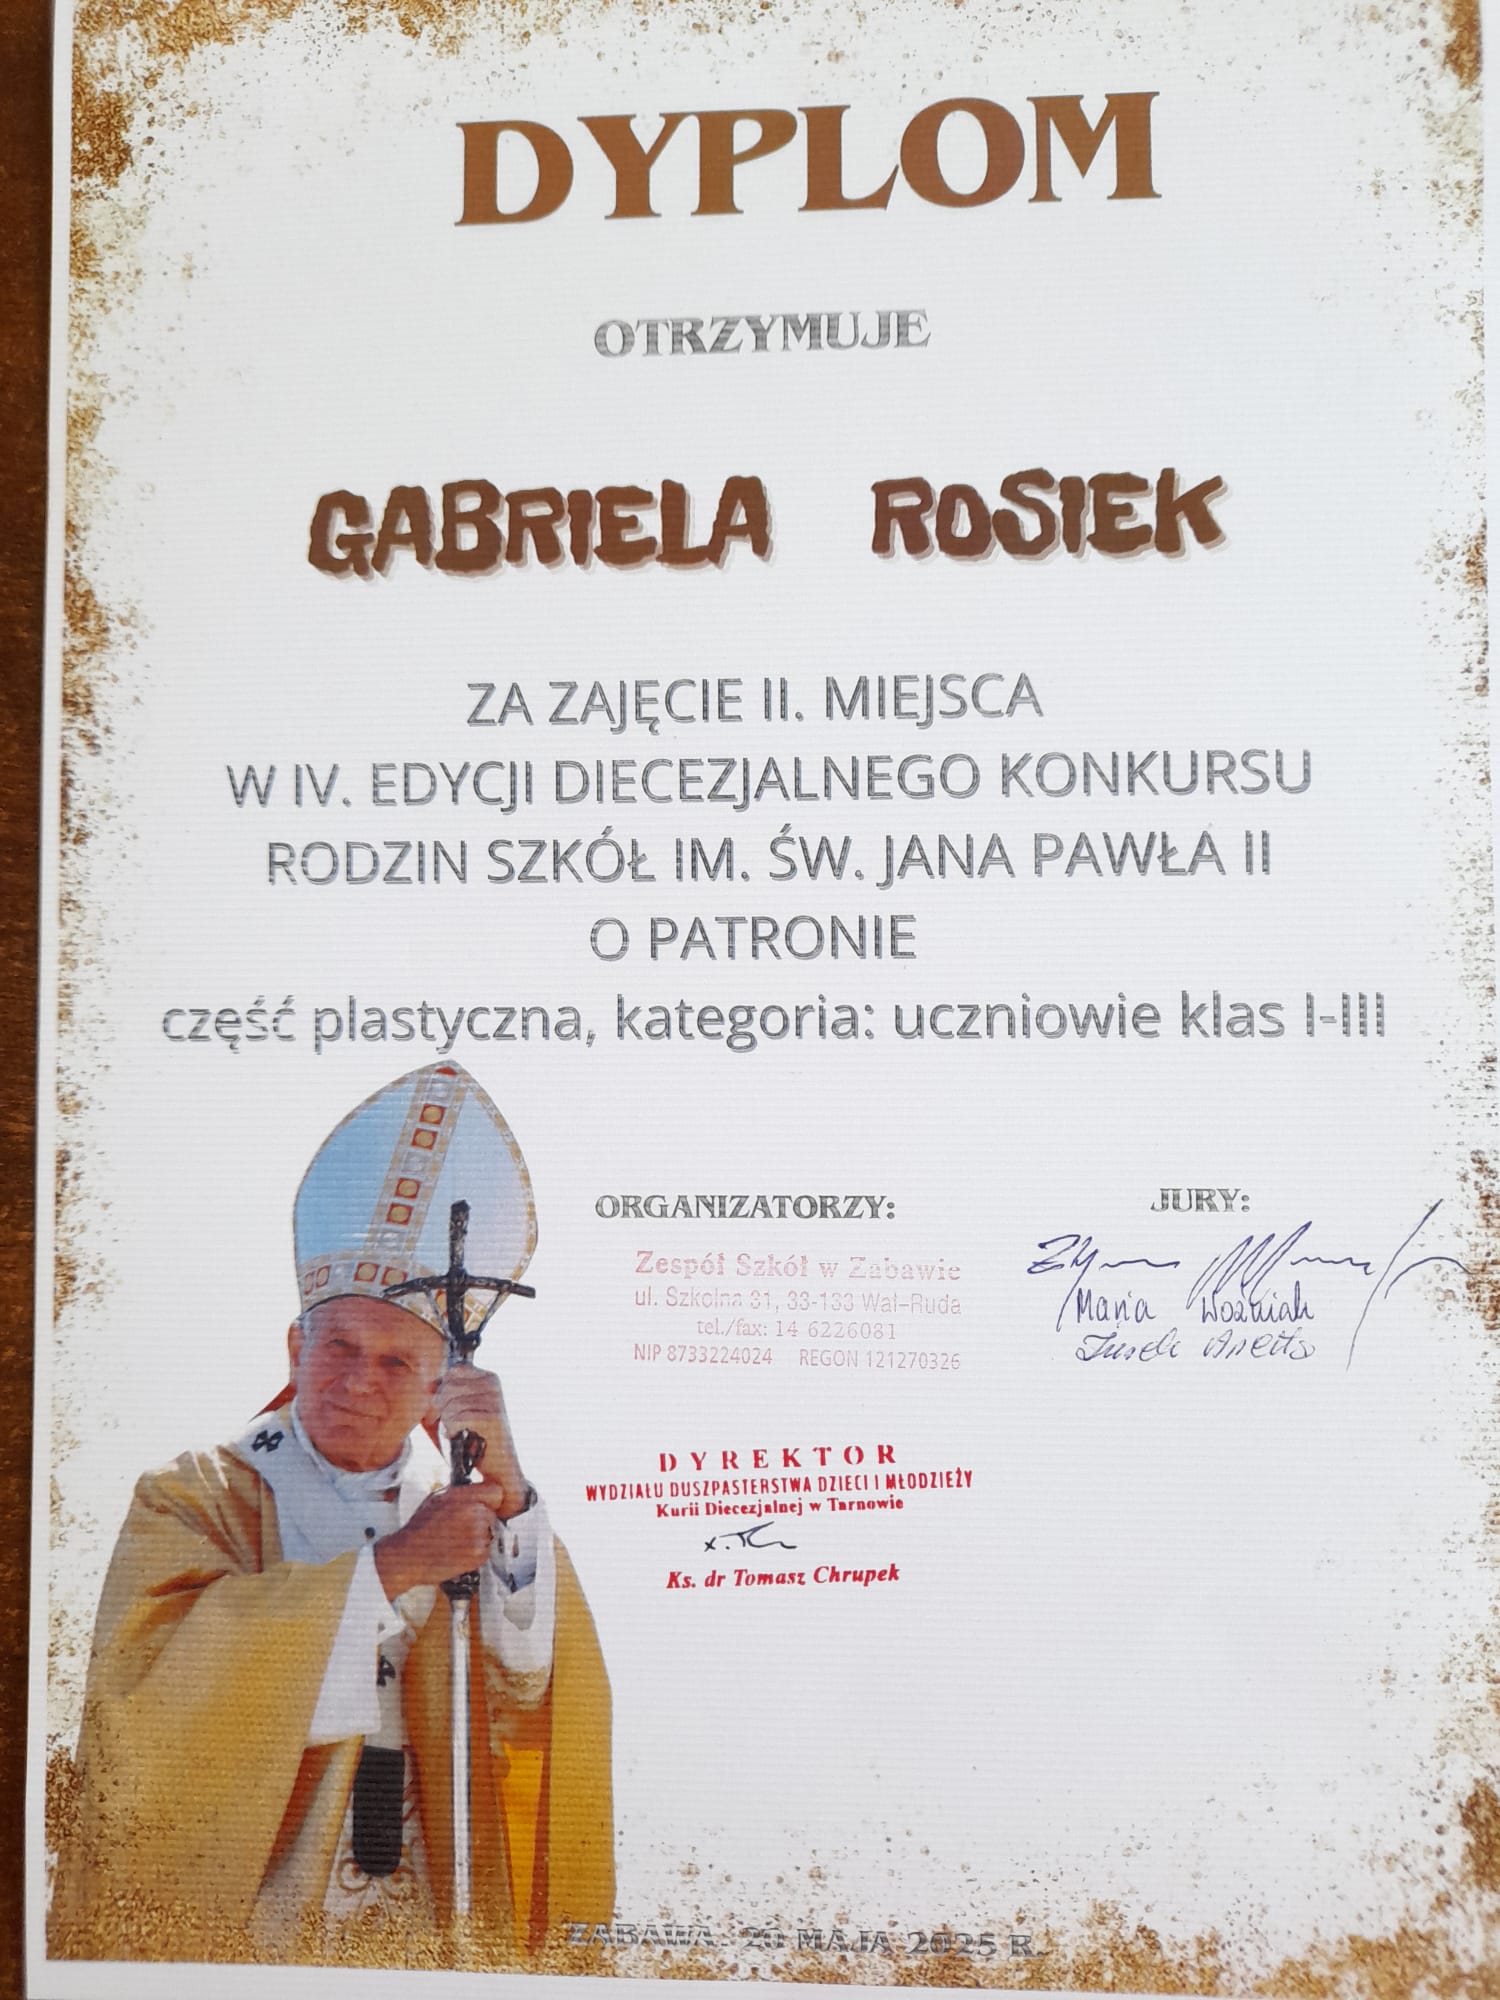 DYPLOM
OTRZYMUJE
GABRIELA ROSIEK
ZA ZAJĘCIE II. MIEJSCA
W IV. EDYCJI DIECEZJALNEGO KONKURSU
RODZIN SZKÓŁ IM. ŚW. JANA PAWŁA II
O PATRONIE
część plastyczna, kategoria: uczniowie klas I-III
ORGANIZATORZY:
Zespół Szkół w Zabawie
ul. Szkolna 31, 33-133 Wał-Ruda
tel./fax: 14 6226081
NIP 8733224024 REGON 121270326
DYREKTOR
WYDZIAŁU DUSZPASTERSTWA DZIECI I MŁODZIEŻY
Kurii Diecezjalnej w Tarnowie
Ks. dr Tomasz Chrupek
JURY:
Maria Woźniak
Aneta
ZABAWA, 20 MAJA 2025 R.